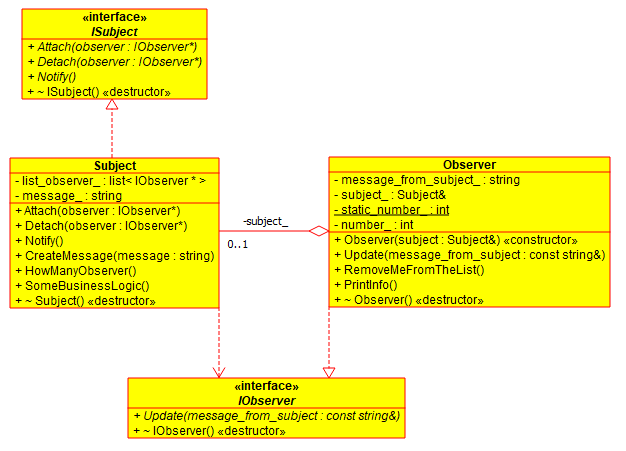 «interface»
ISubject
+ Attach(observer : IObserver*)
+ Detach(observer : IObserver*)
+ Notify()
+ ~ ISubject() «destructor»
Subject
- list_observer_ : list< IObserver * >
- message_ : string
+ Attach(observer : IObserver*)
+ Detach(observer : IObserver*)
+ Notify()
+ CreateMessage(message : string)
+ HowManyObserver()
+ SomeBusinessLogic()
+ ~ Subject() «destructor»
-subject_
0..1
Observer
- message_from_subject_ : string
- subject_ : Subject&
- static_number_ : int
- number_ : int
+ Observer(subject : Subject&) «constructor»
+ Update(message_from_subject : const string&)
+ RemoveMeFromTheList()
+ PrintInfo()
+ ~ Observer() «destructor»
«interface»
IObserver
+ Update(message_from_subject : const string&)
+ ~ IObserver() «destructor»